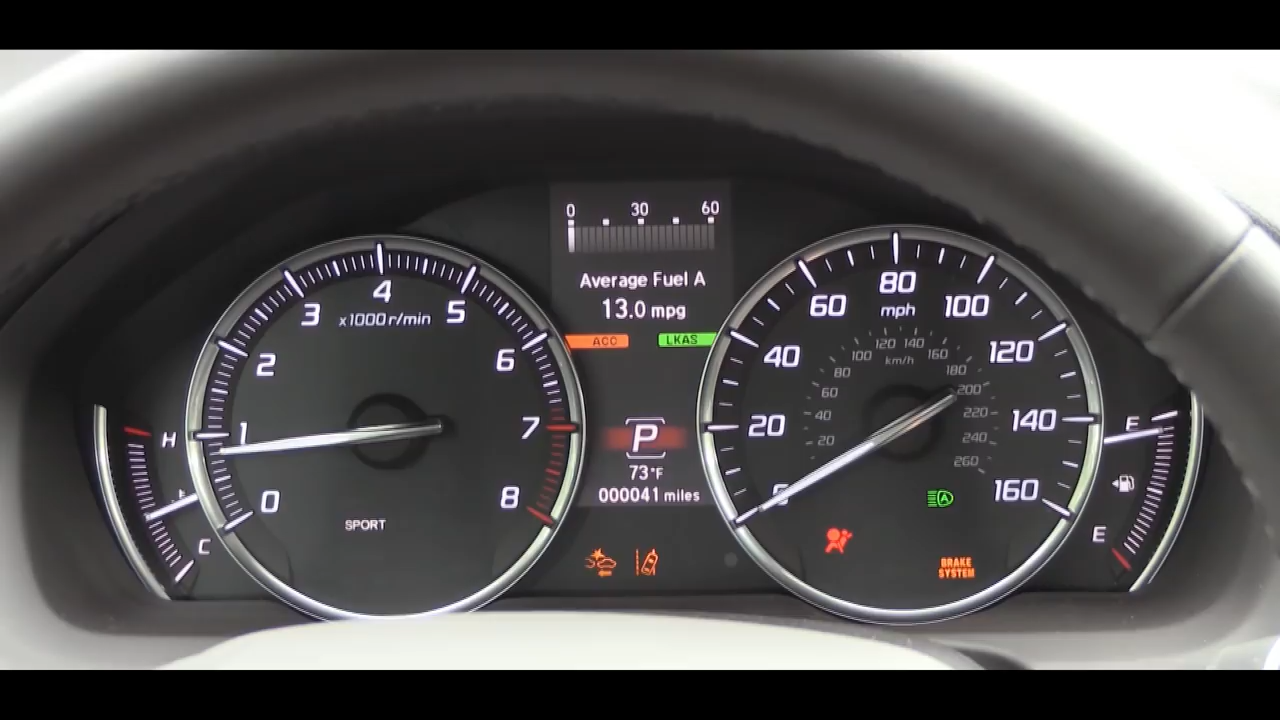 0 30 60
Average Fuel A
13.0 mpg
ACC LKAS
P
73°F
000041 miles
0 1 2 3 4 5 6 7 8
x1000 r/min
SPORT
H
C
20 40 60 80 100 120 140 160
mph
20 40 60 80 100 120 140 160 180 200 220 240 260
km/h
A
BRAKE
SYSTEM
F
E